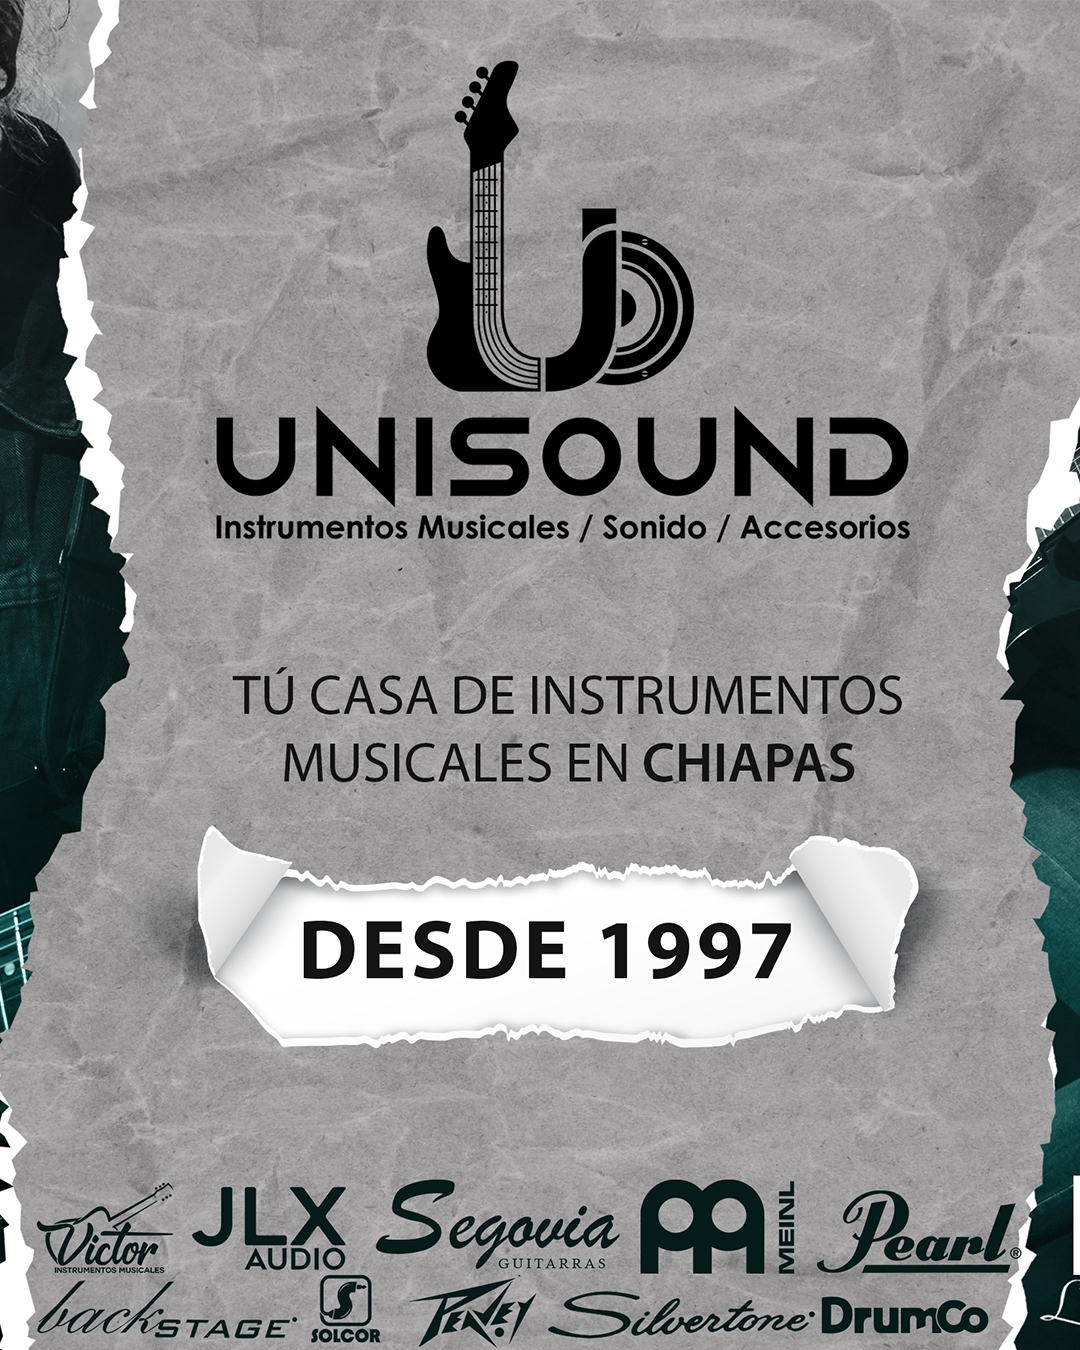 UNISOUND
Instrumentos Musicales / Sonido / Accesorios
TÚ CASA DE INSTRUMENTOS
MUSICALES EN CHIAPAS
DESDE 1997
Victor
INSTRUMENTOS MUSICALES
JLX
AUDIO
Segovia
GUITARRAS
MEINL
Pearl®
backstage
SOLCOR
PEAVEY
Silvertone
DrumCo